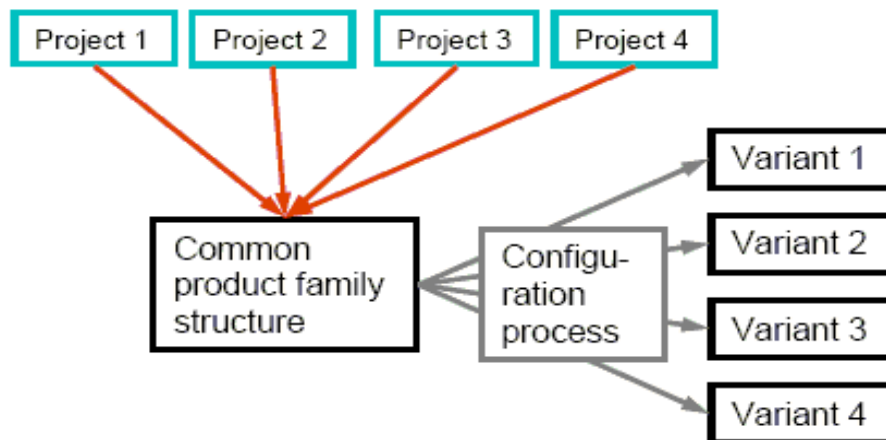 Project 1
Project 2
Project 3
Project 4
Common
product family
structure
Configu-
ration
process
Variant 1
Variant 2
Variant 3
Variant 4